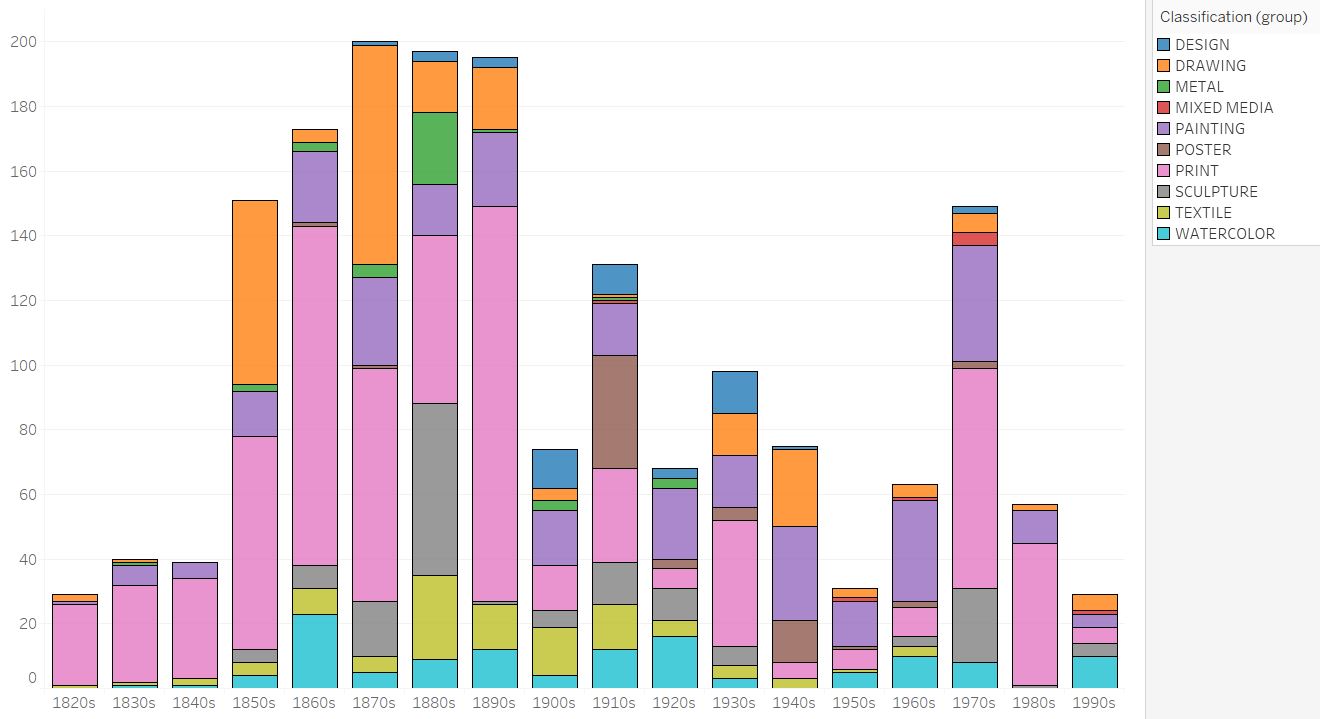 Classification (group)
DESIGN
DRAWING
METAL
MIXED MEDIA
PAINTING
POSTER
PRINT
SCULPTURE
TEXTILE
WATERCOLOR
200
180
160
140
120
100
80
60
40
20
0
1820s 1830s 1840s 1850s 1860s 1870s 1880s 1890s 1900s 1910s 1920s 1930s 1940s 1950s 1960s 1970s 1980s 1990s